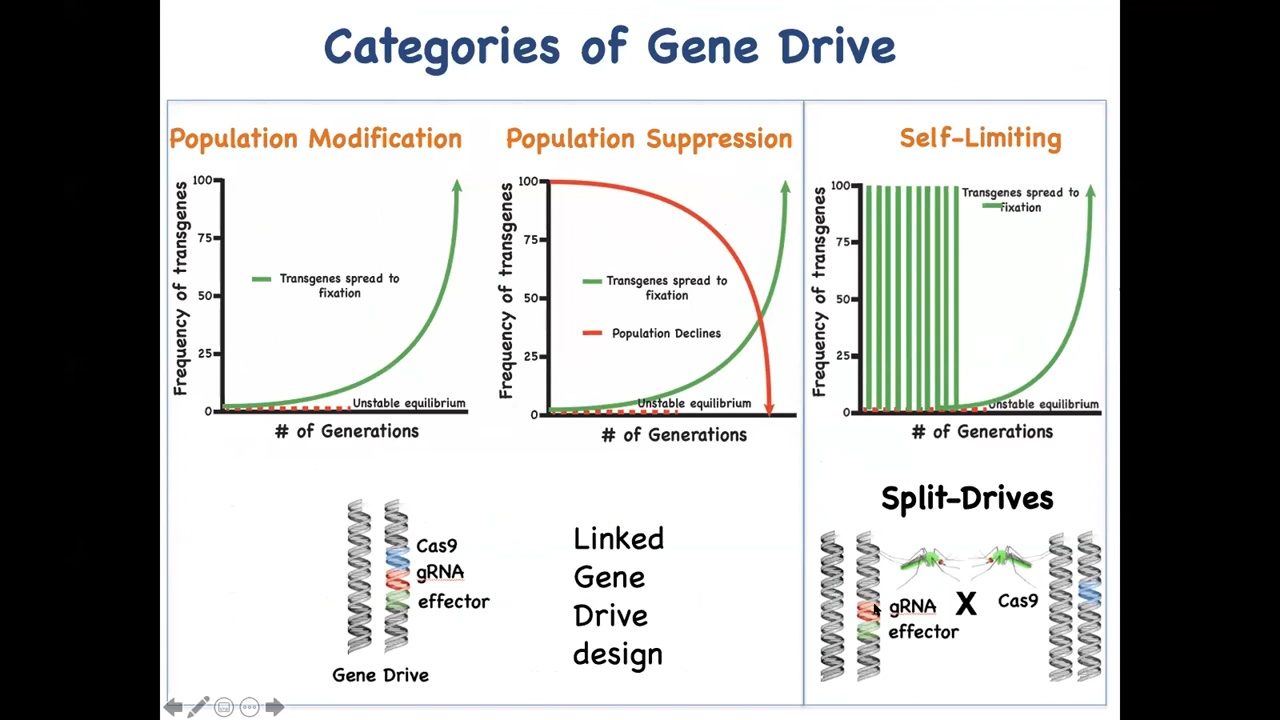 Categories of Gene Drive
Population Modification
Frequency of transgenes
100
75
50
25
0
Transgenes spread to
fixation
Unstable equilibrium
# of Generations
Population Suppression
Frequency of transgenes
100
75
50
25
0
Transgenes spread to
fixation
Population Declines
Unstable equilibrium
# of Generations
Self-Limiting
Frequency of transgenes
100
75
50
25
0
Transgenes spread to
fixation
Unstable equilibrium
# of Generations
Cas9
gRNA
effector
Gene Drive
Linked
Gene
Drive
design
Split-Drives
gRNA
effector
X
Cas9